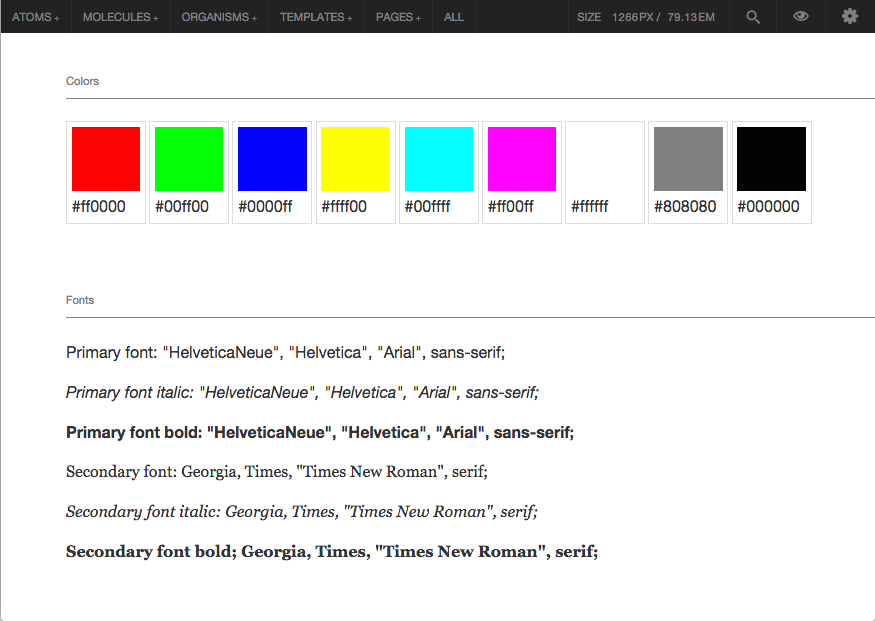 ATOMS + MOLECULES + ORGANISMS + TEMPLATES + PAGES + ALL SIZE 1266PX / 79.13EM
Colors
#ff0000 #00ff00 #0000ff #ffff00 #00ffff #ff00ff #ffffff #808080 #000000
Fonts
Primary font: "HelveticaNeue", "Helvetica", "Arial", sans-serif;
Primary font italic: "HelveticaNeue", "Helvetica", "Arial", sans-serif;
Primary font bold: "HelveticaNeue", "Helvetica", "Arial", sans-serif;
Secondary font: Georgia, Times, "Times New Roman", serif;
Secondary font italic: Georgia, Times, "Times New Roman", serif;
Secondary font bold; Georgia, Times, "Times New Roman", serif;